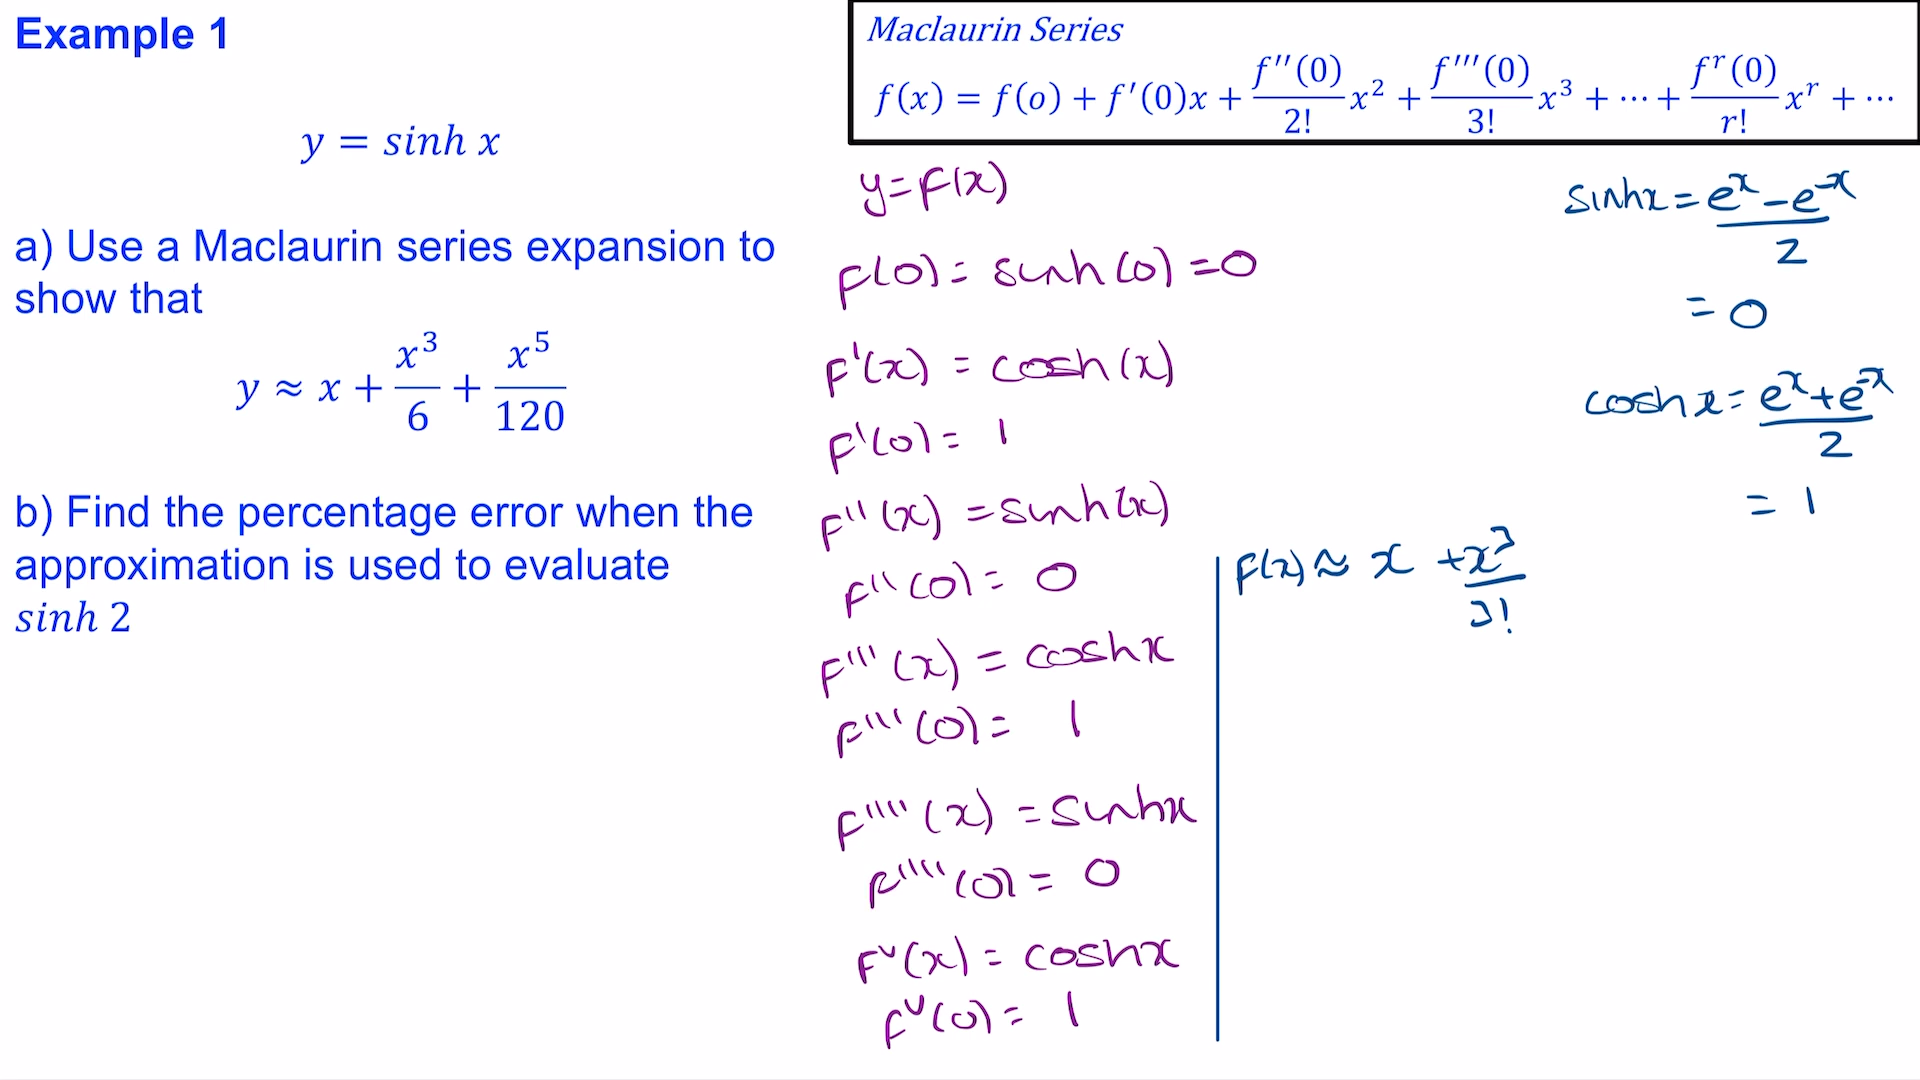 Example 1
y = sinh x
a) Use a Maclaurin series expansion to
show that
y ≈ x + x³/6 + x⁵/120
b) Find the percentage error when the
approximation is used to evaluate
sinh 2
Maclaurin Series
f(x) = f(o) + f′(0)x + f′′(0)/2! x² + f′′′(0)/3! x³ + ⋯ + fʳ(0)/r! xʳ + ⋯
y=f(x)
f(0) = sinh(0) = 0
f'(x) = cosh(x)
f'(0) = 1
f''(x) = sinh(x)
f''(0) = 0
f'''(x) = cosh x
f''''(0) = 1
f''''(x) = sinh x
f'''''(0) = 0
fᵛ(x) = cosh x
fᵛ(0) = 1
sinh x = (eˣ − e⁻ˣ)/2
= 0
cosh x = (eˣ + e⁻ˣ)/2
= 1
f(x) ≈ x + x³/3!